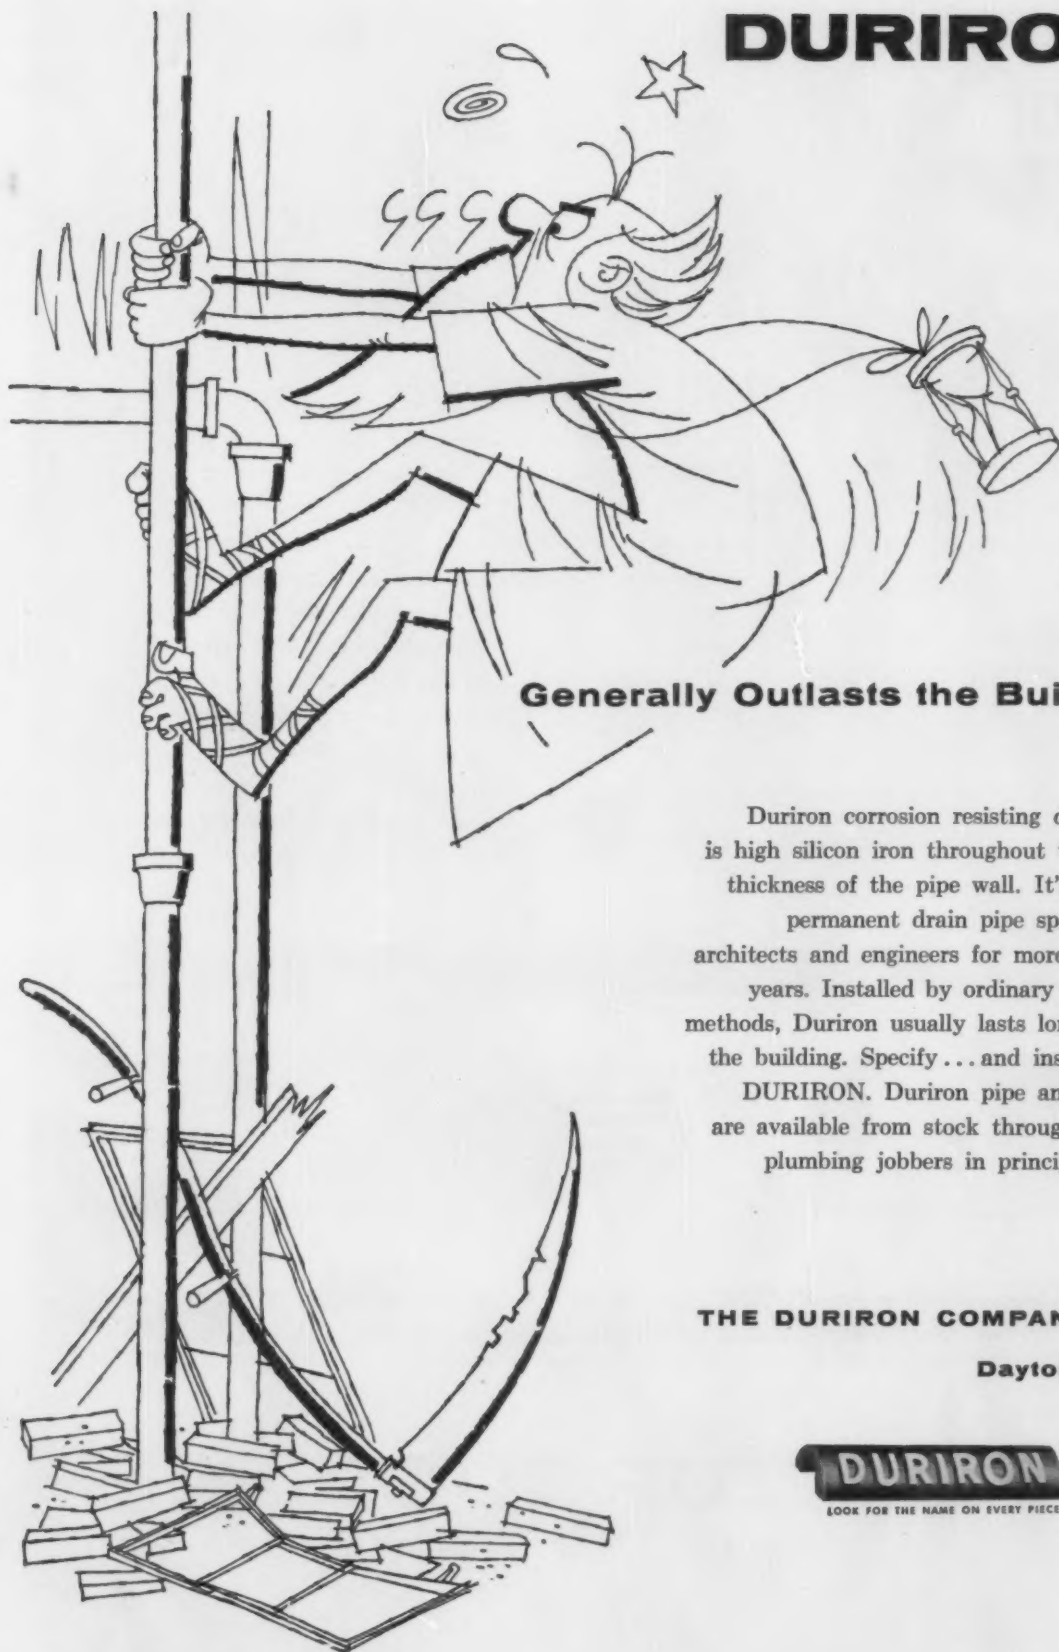 DURIRO
Generally Outlasts the Bui
Duriron corrosion resisting
is high silicon iron throughout
thickness of the pipe wall. It'
permanent drain pipe sp
architects and engineers for more
years. Installed by ordinary
methods, Duriron usually lasts lo
the building. Specify...and ins
DURIRON. Duriron pipe an
are available from stock throug
plumbing jobbers in princi
THE DURIRON COMPAN
Dayto
DURIRON
LOOK FOR THE NAME ON EVERY PIECE